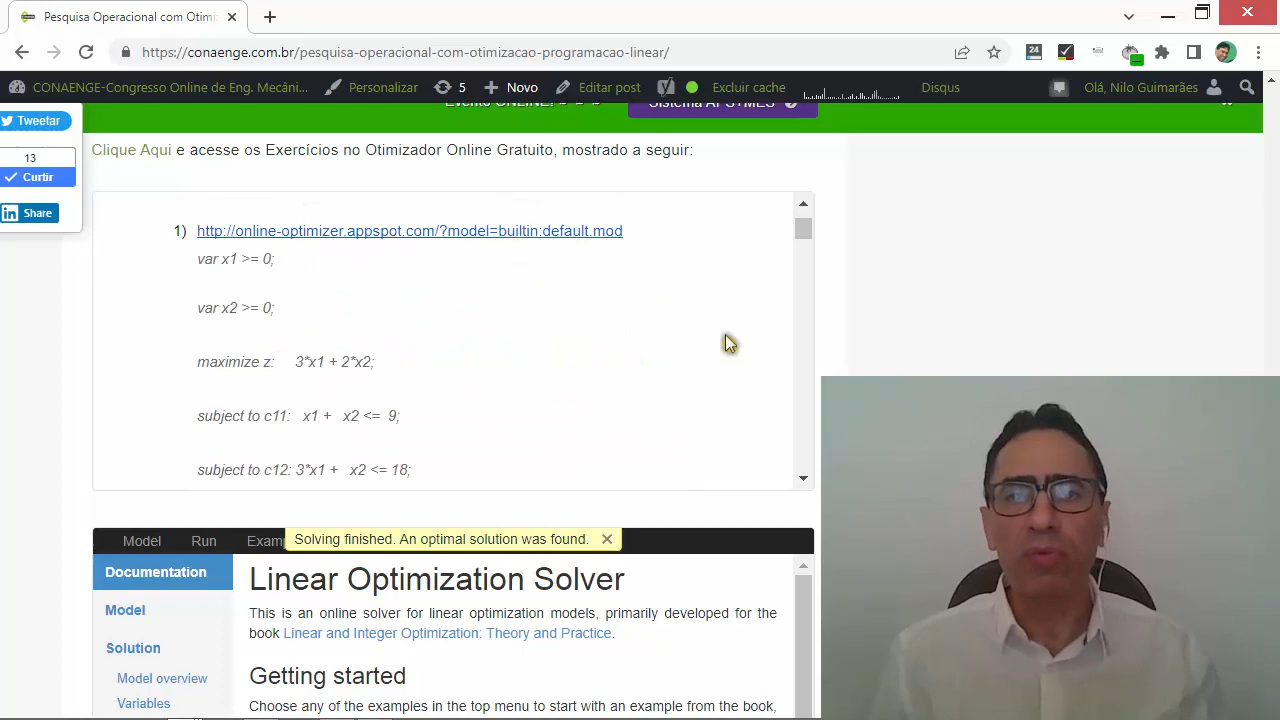 Pesquisa Operacional com Otimiz
https://conaenge.com.br/pesquisa-operacional-com-otimizacao-programacao-linear/
24
CONAENGE-Congresso Online de Eng. Mecâni... Personalizar 5 Novo Editar post Excluir cache Disqus Olá, Nilo Guimarães
Tweetar
13
Curtir
in Share
Clique Aqui e acesse os Exercícios no Otimizador Online Gratuito, mostrado a seguir:
1) http://online-optimizer.appspot.com/?model=builtin:default.mod
var x1 >= 0;
var x2 >= 0;
maximize z: 3*x1 + 2*x2;
subject to c11: x1 + x2 <= 9;
subject to c12: 3*x1 + x2 <= 18;
Model Run Exam
Solving finished. An optimal solution was found.
Documentation
Model
Solution
Model overview
Variables
Linear Optimization Solver
This is an online solver for linear optimization models, primarily developed for the
book Linear and Integer Optimization: Theory and Practice.
Getting started
Choose any of the examples in the top menu to start with an example from the book,